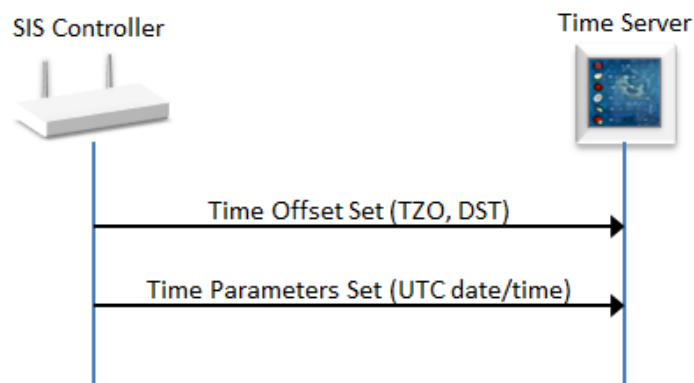 SIS Controller
Time Server
Time Offset Set (TZO, DST)
Time Parameters Set (UTC date/time)